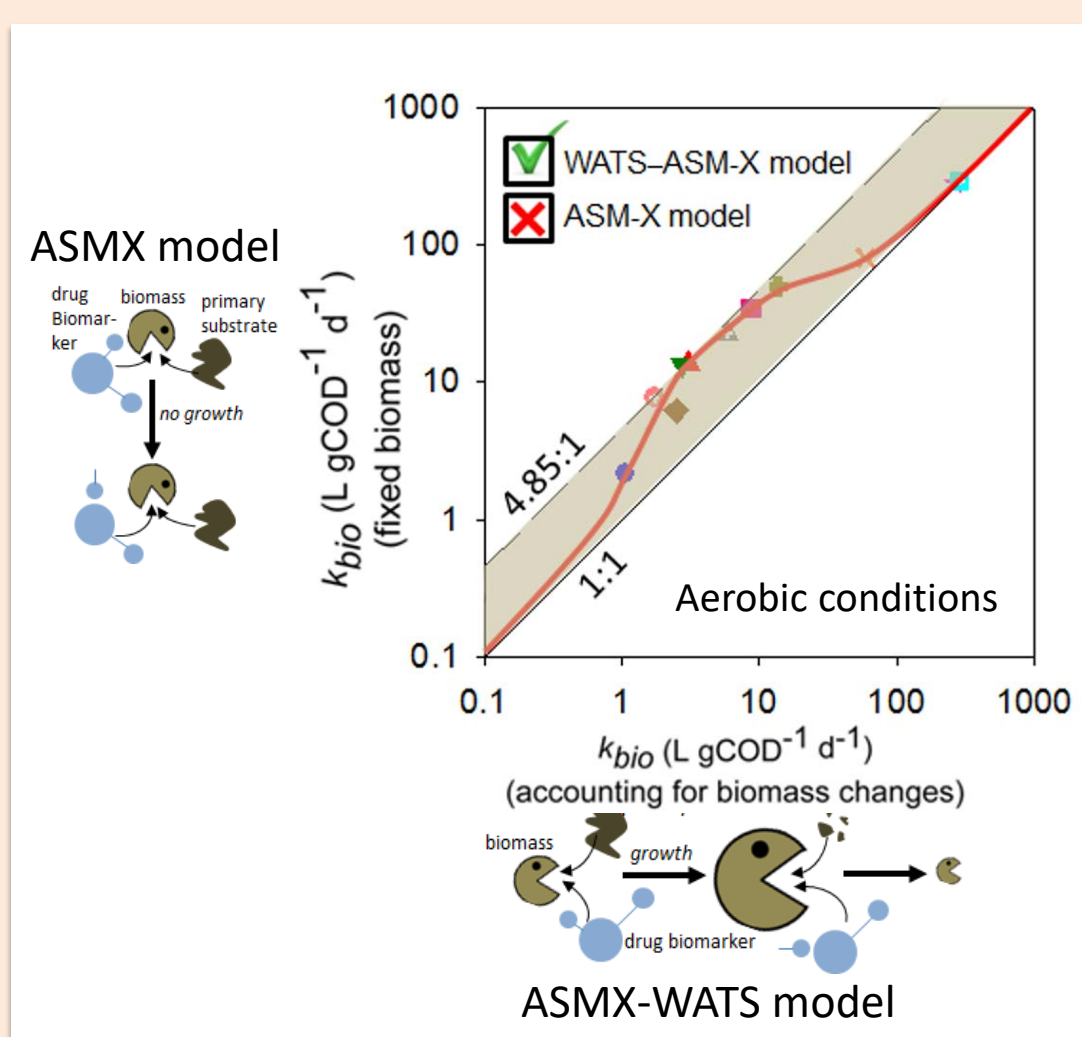 ASMX model
drug
Biomar-
ker
biomass
primary
substrate
no growth
k_bio (L gCOD⁻¹ d⁻¹)
(fixed biomass)
1000
100
10
1
0.1
WATS–ASM-X model
ASM-X model
4.85:1
1:1
Aerobic conditions
0.1 1 10 100 1000
k_bio (L gCOD⁻¹ d⁻¹)
(accounting for biomass changes)
biomass
growth
drug biomarker
ASMX-WATS model